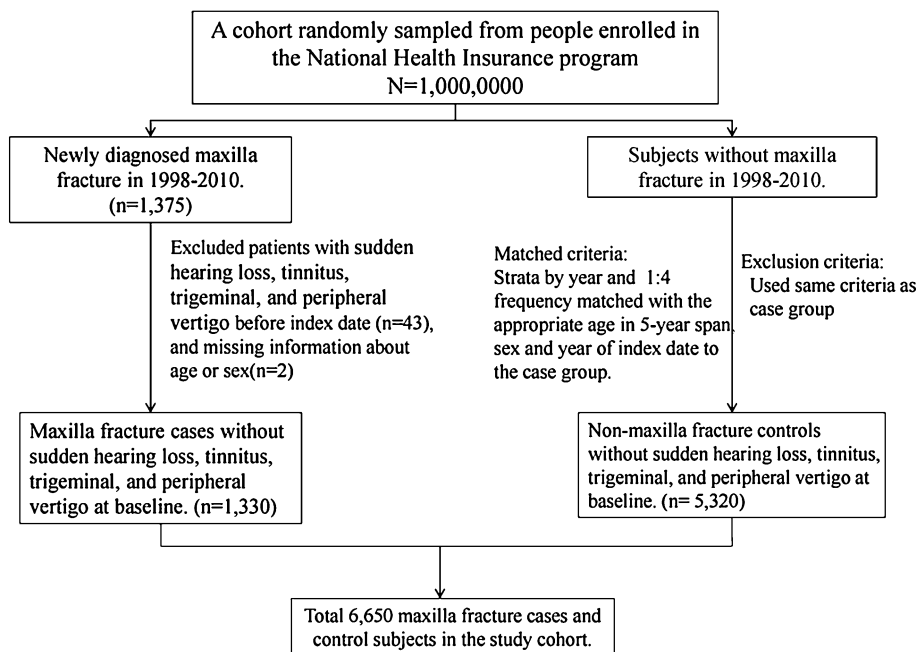 A cohort randomly sampled from people enrolled in
the National Health Insurance program
N=1,000,0000
Newly diagnosed maxilla
fracture in 1998-2010.
(n=1,375)
Subjects without maxilla
fracture in 1998-2010.
Excluded patients with sudden
hearing loss, tinnitus,
trigeminal, and peripheral
vertigo before index date (n=43),
and missing information about
age or sex(n=2)
Matched criteria:
Strata by year and 1:4
frequency matched with the
appropriate age in 5-year span,
sex and year of index date to
the case group.
Exclusion criteria:
Used same criteria as
case group
Maxilla fracture cases without
sudden hearing loss, tinnitus,
trigeminal, and peripheral
vertigo at baseline. (n=1,330)
Non-maxilla fracture controls
without sudden hearing loss, tinnitus,
trigeminal, and peripheral vertigo at
baseline. (n= 5,320)
Total 6,650 maxilla fracture cases and
control subjects in the study cohort.